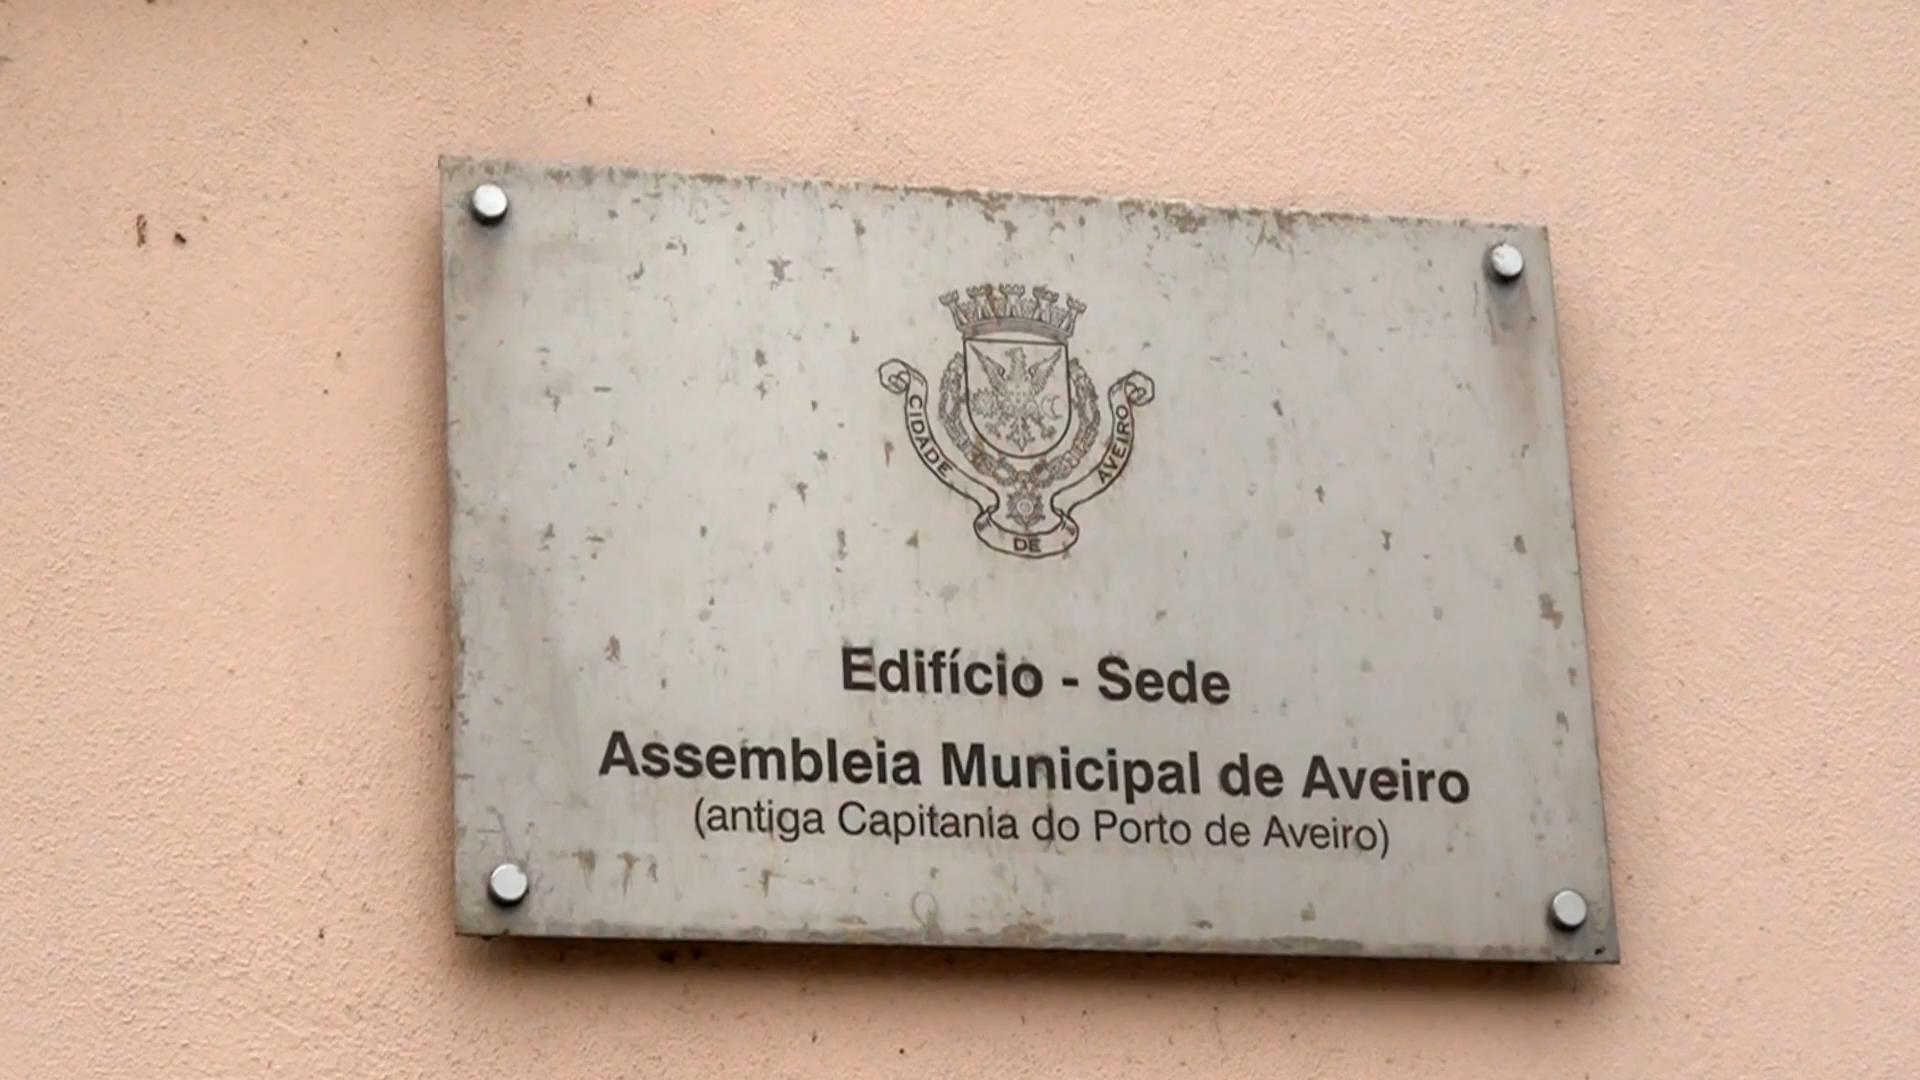 CIDADE DE AVEIRO
Edifício - Sede
Assembleia Municipal de Aveiro
(antiga Capitania do Porto de Aveiro)